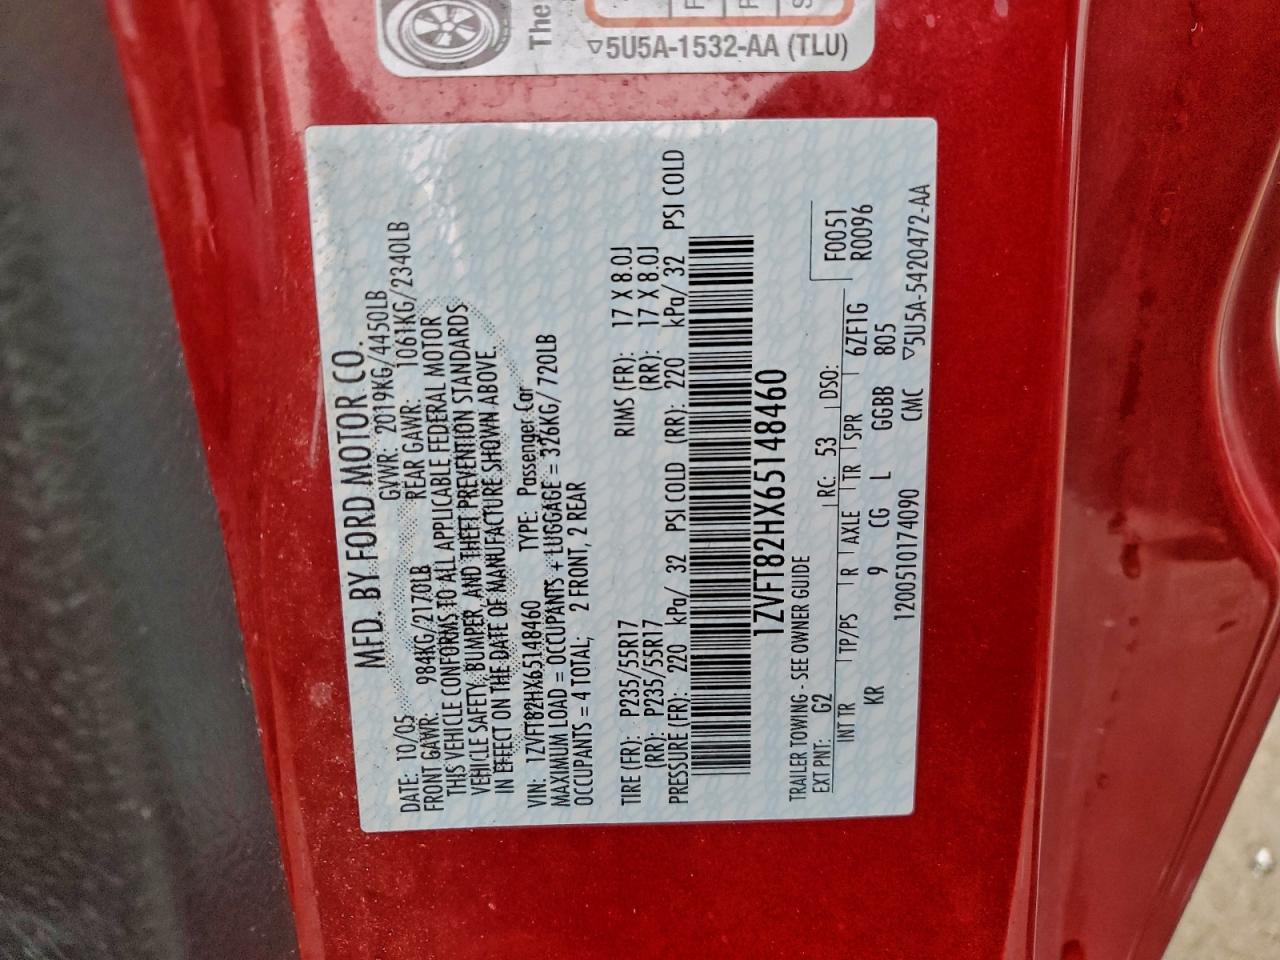 The
▽5U5A-1532-AA (TLU)
MFD. BY FORD MOTOR CO.
DATE: 10/05 GVWR: 2019KG/4450LB
FRONT GAWR: 984KG/2170LB REAR GAWR: 1061KG/2340LB
THIS VEHICLE CONFORMS TO ALL APPLICABLE FEDERAL MOTOR
VEHICLE SAFETY, BUMPER, AND THEFT PREVENTION STANDARDS
IN EFFECT ON THE DATE OF MANUFACTURE SHOWN ABOVE.
VIN: 1ZVFT82HX65148460 TYPE: Passenger Car
MAXIMUM LOAD = OCCUPANTS + LUGGAGE = 326KG/720LB
OCCUPANTS = 4 TOTAL; 2 FRONT, 2 REAR
TIRE (FR): P235/55R17 RIMS (FR): 17 X 8.0J
(RR): P235/55R17 (RR): 17 X 8.0J
PRESSURE (FR): 220 kPa/ 32 PSI COLD (RR): 220 kPa/ 32 PSI COLD
1ZVFT82HX65148460
TRAILER TOWING - SEE OWNER GUIDE
EXT PNT: G2 RC: 53 DSO: F0051
INT TR TP/PS R AXLE TR SPR 6ZF1G R0096
KR 9 CG L GGBB 805
120051017409​0 CMC ▽5U5A-5420472-AA